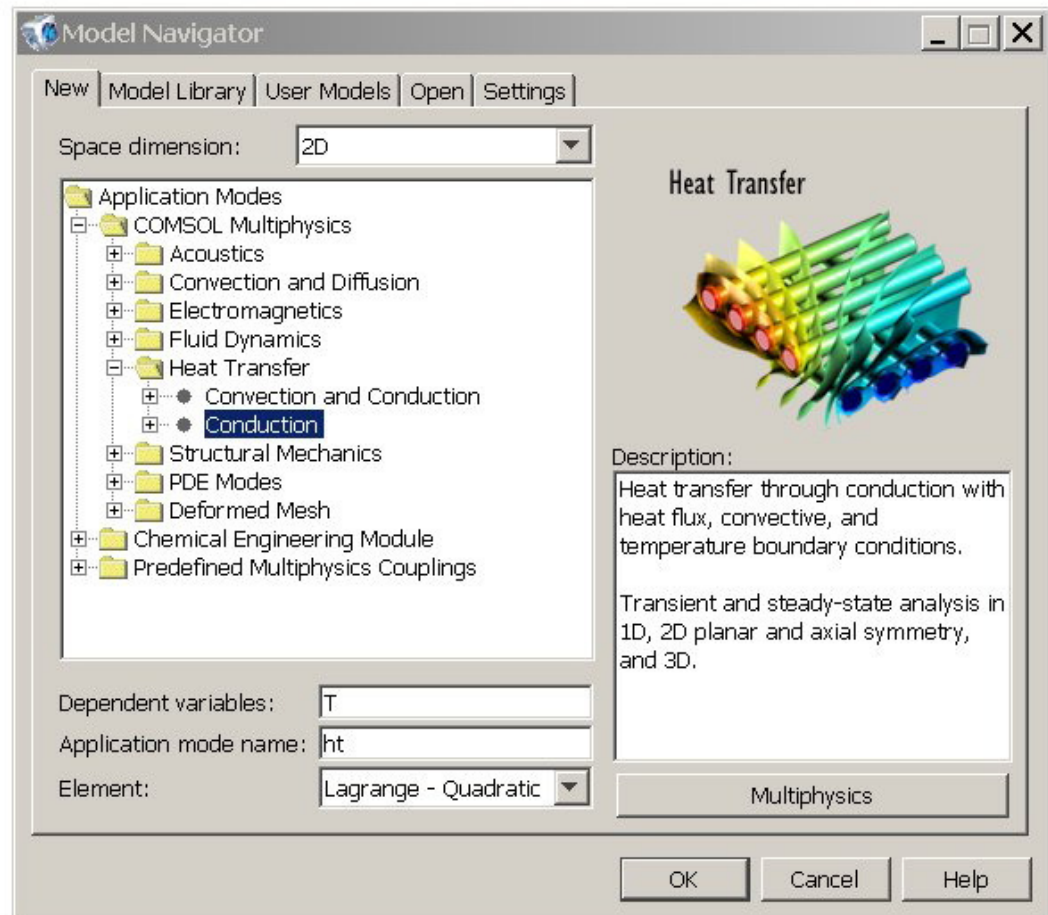 Model Navigator
New Model Library User Models Open Settings
Space dimension: 2D
Application Modes
COMSOL Multiphysics
Acoustics
Convection and Diffusion
Electromagnetics
Fluid Dynamics
Heat Transfer
Convection and Conduction
Conduction
Structural Mechanics
PDE Modes
Deformed Mesh
Chemical Engineering Module
Predefined Multiphysics Couplings
Dependent variables: T
Application mode name: ht
Element: Lagrange - Quadratic
Heat Transfer
Description:
Heat transfer through conduction with
heat flux, convective, and
temperature boundary conditions.
Transient and steady-state analysis in
1D, 2D planar and axial symmetry,
and 3D.
Multiphysics
OK Cancel Help